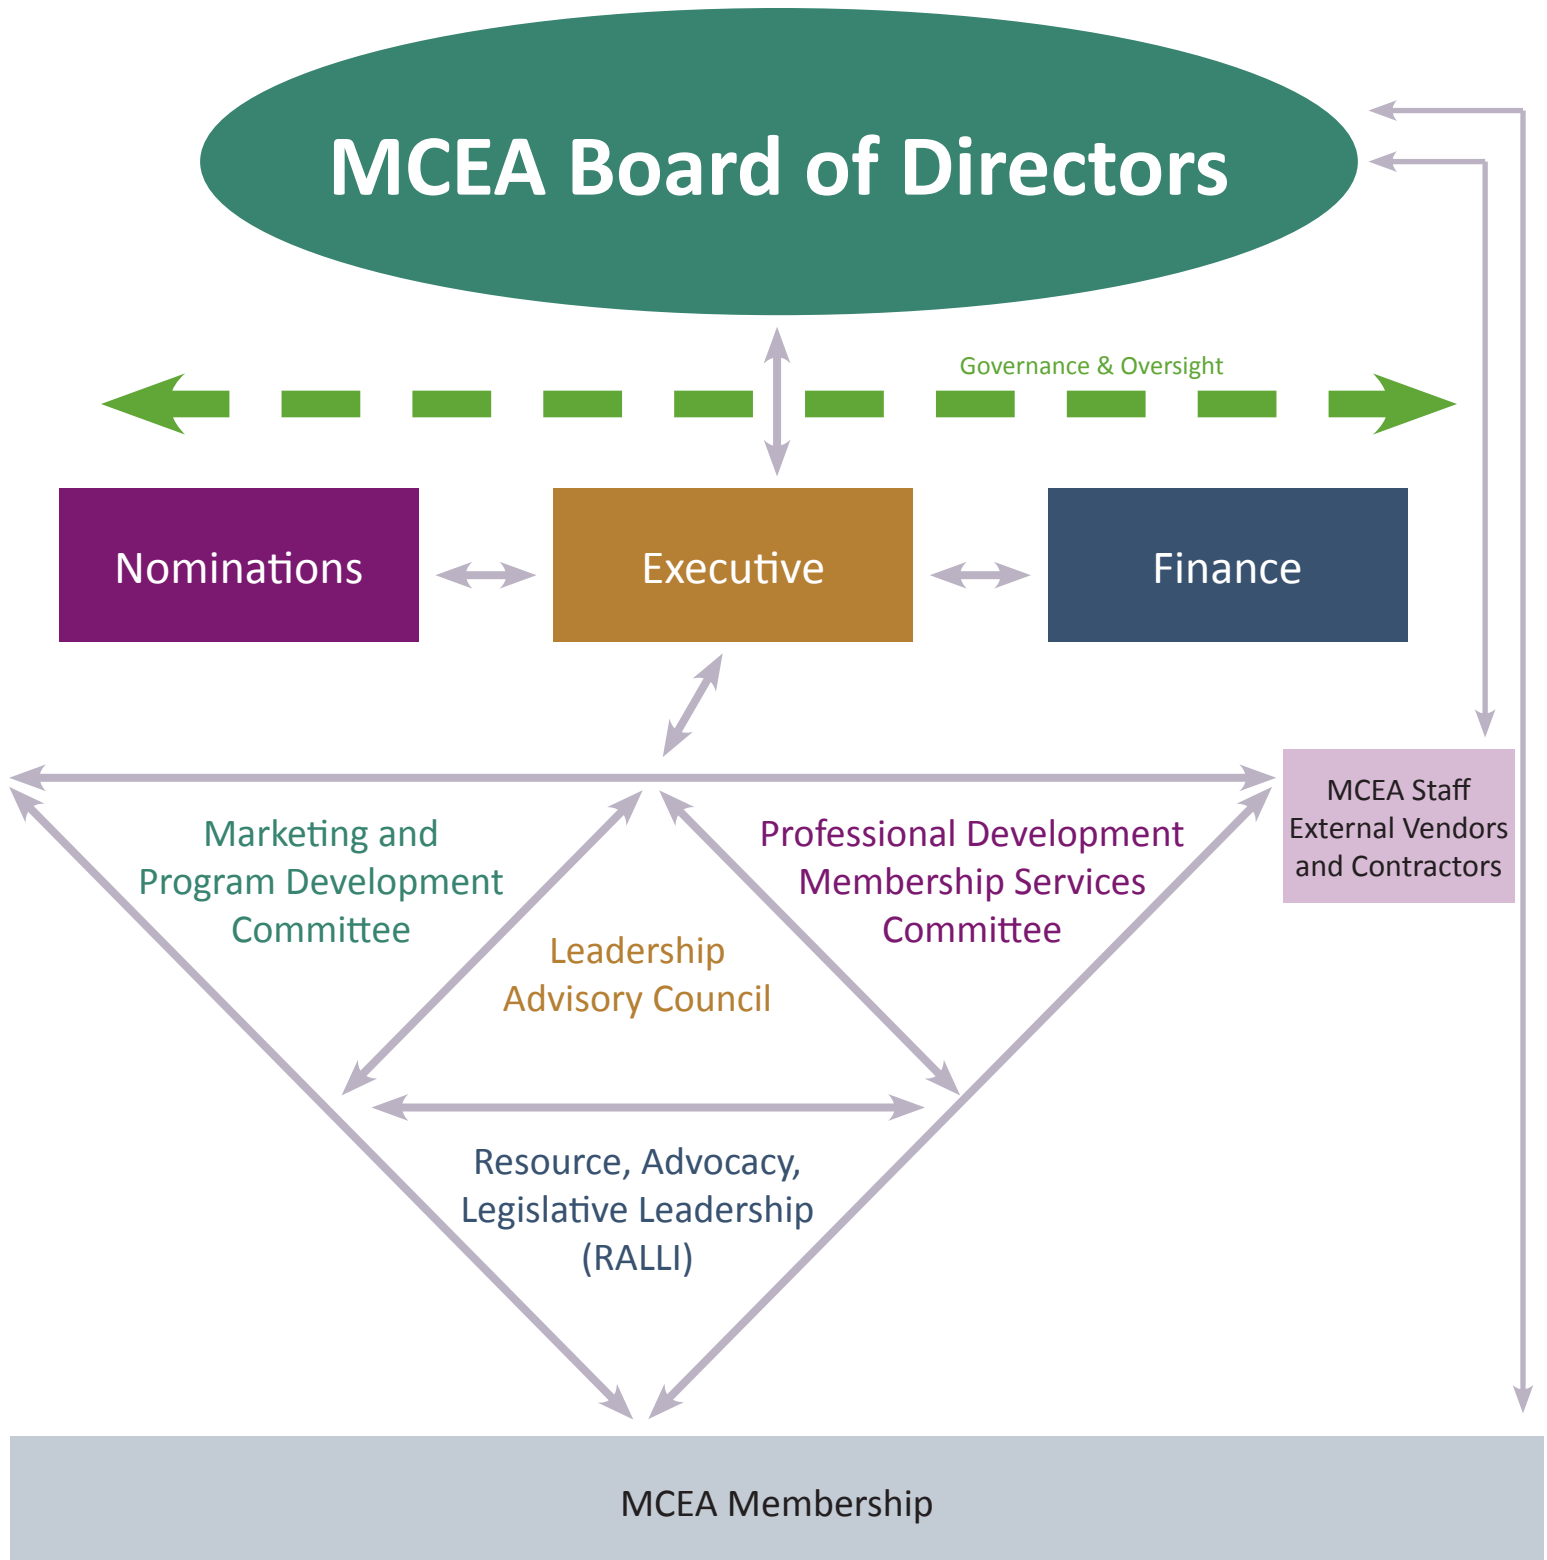 MCEA Board of Directors
Governance & Oversight
Nominations
Executive
Finance
MCEA Staff
External Vendors
and Contractors
Marketing and
Program Development
Committee
Professional Development
Membership Services
Committee
Leadership
Advisory Council
Resource, Advocacy,
Legislative Leadership
(RALLI)
MCEA Membership